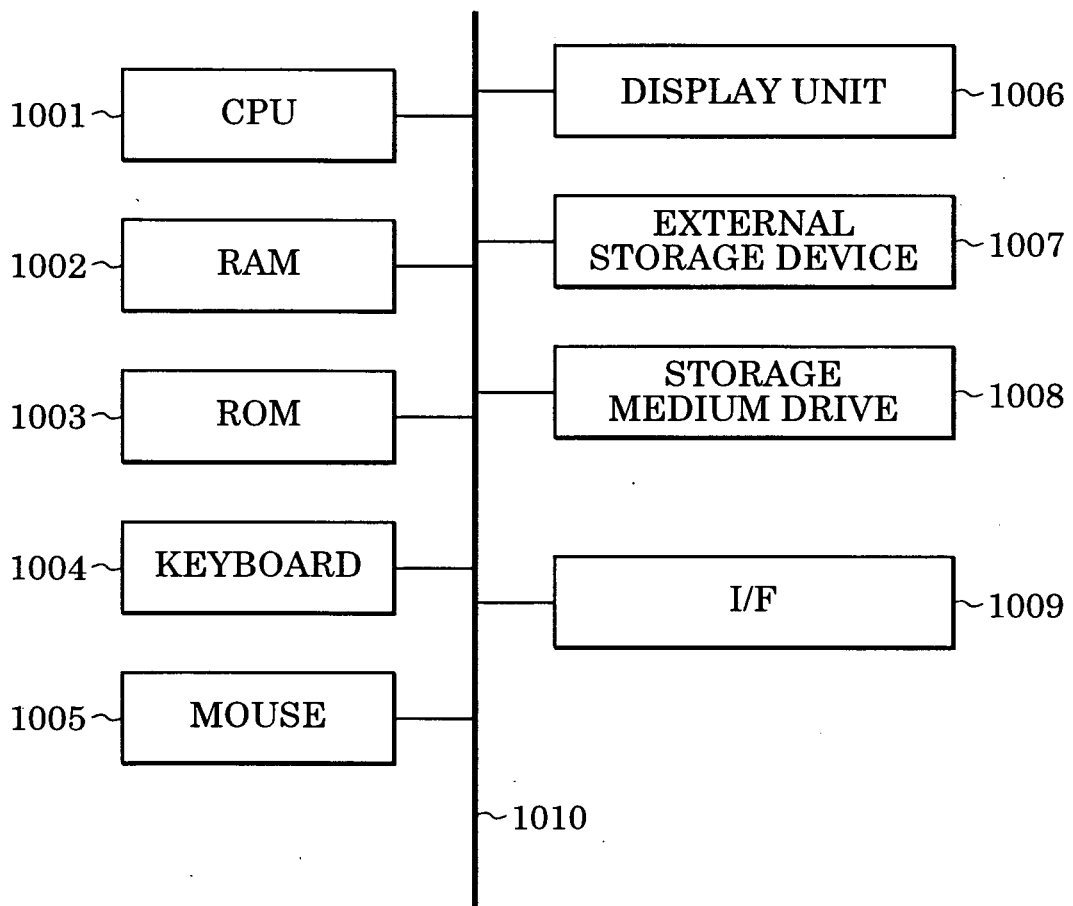 1001
CPU
1002
RAM
1003
ROM
1004
KEYBOARD
1005
MOUSE
DISPLAY UNIT
1006
EXTERNAL
STORAGE DEVICE
1007
STORAGE
MEDIUM DRIVE
1008
I/F
1009
1010